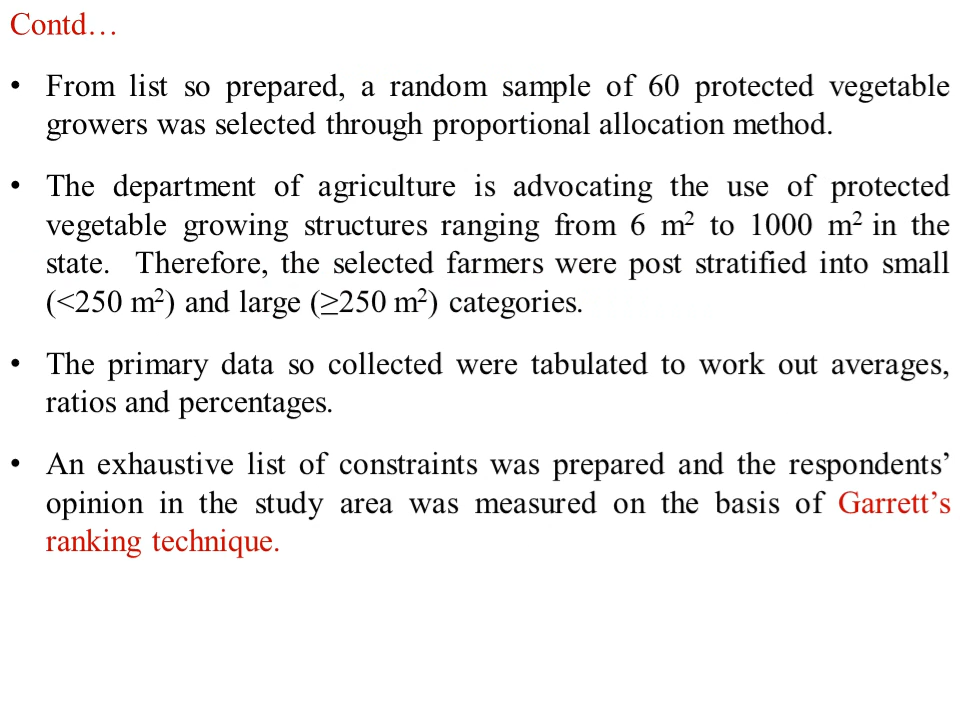 Contd…
• From list so prepared, a random sample of 60 protected vegetable
growers was selected through proportional allocation method.
• The department of agriculture is advocating the use of protected
vegetable growing structures ranging from 6 m² to 1000 m² in the
state. Therefore, the selected farmers were post stratified into small
(<250 m²) and large (≥250 m²) categories.
• The primary data so collected were tabulated to work out averages,
ratios and percentages.
• An exhaustive list of constraints was prepared and the respondents’
opinion in the study area was measured on the basis of Garrett’s
ranking technique.